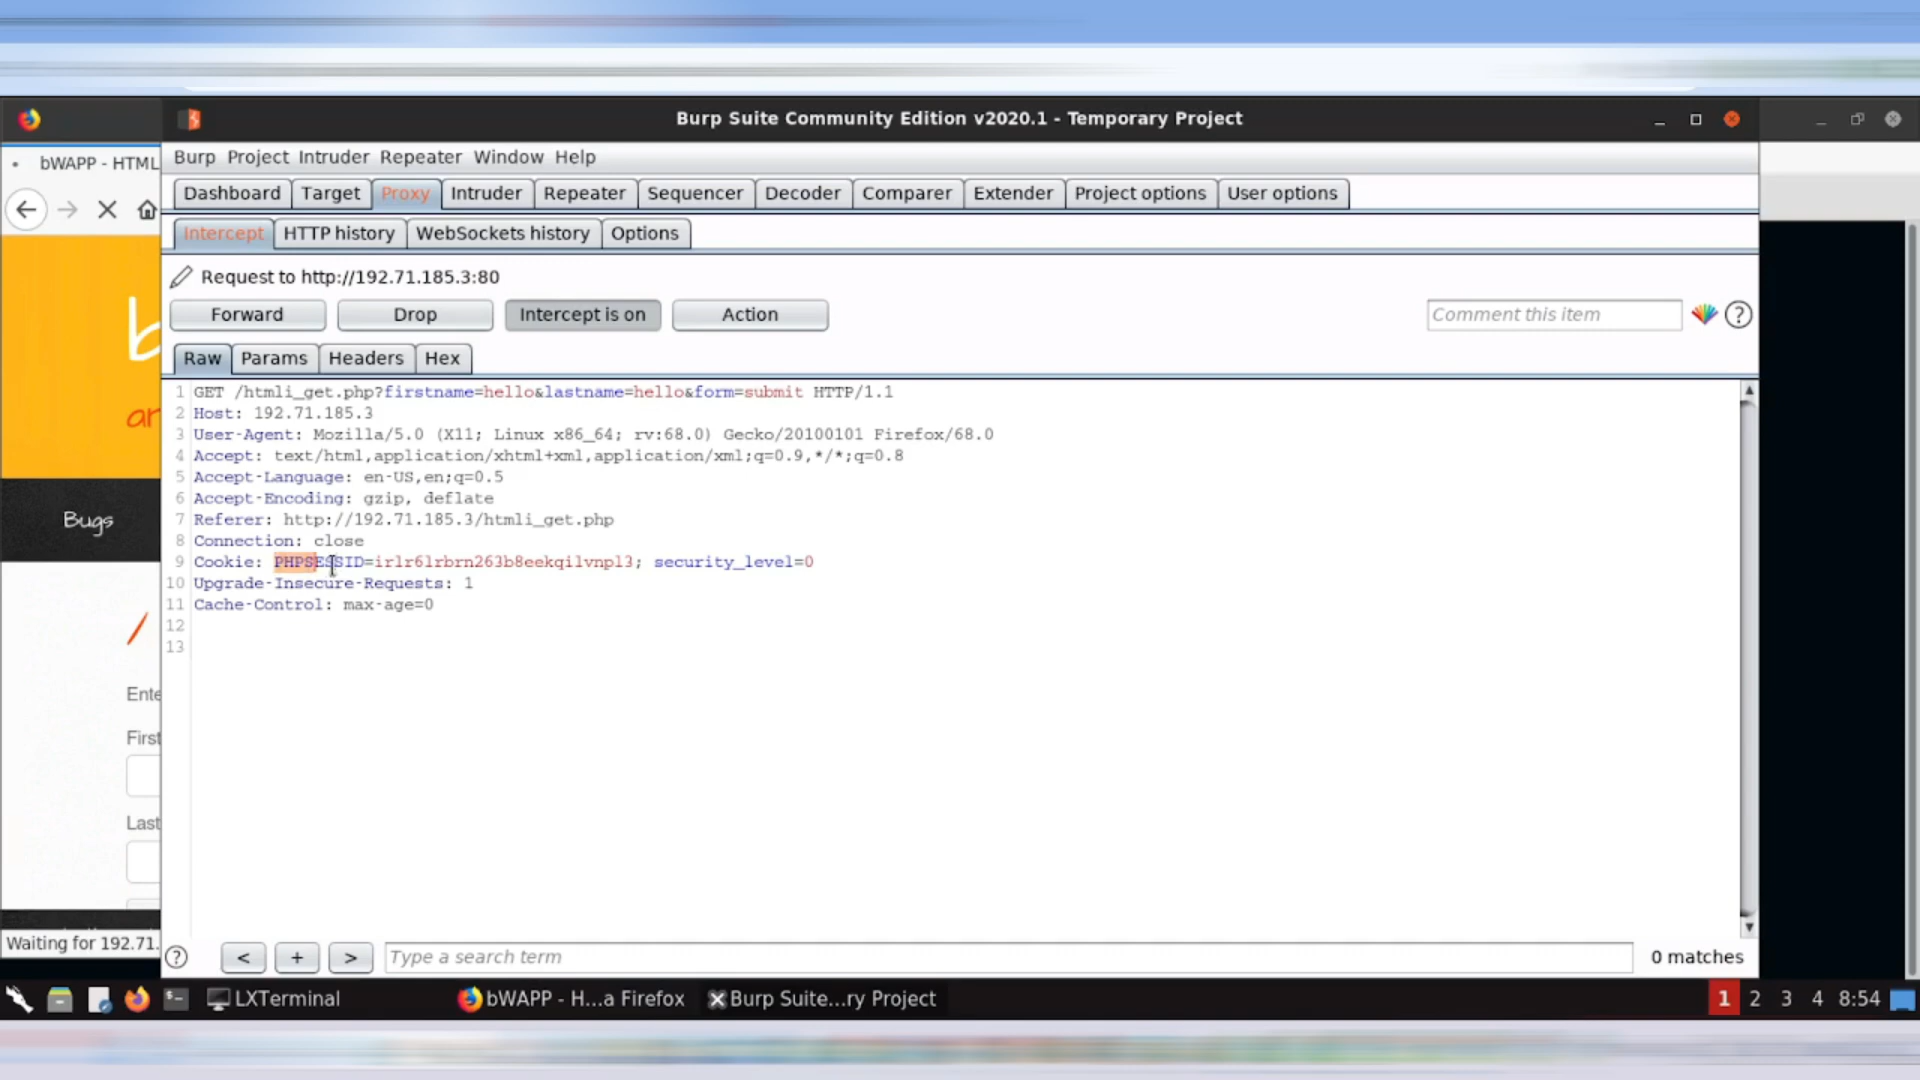 Burp Suite Community Edition v2020.1 - Temporary Project
bWAPP - HTML
Burp Project Intruder Repeater Window Help
Dashboard Target Proxy Intruder Repeater Sequencer Decoder Comparer Extender Project options User options
Intercept HTTP history WebSockets history Options
Request to http://192.71.185.3:80
Forward Drop Intercept is on Action Comment this item ?
Raw Params Headers Hex
1 GET /htmli_get.php?firstname=hello&lastname=hello&form=submit HTTP/1.1
2 Host: 192.71.185.3
3 User-Agent: Mozilla/5.0 (X11; Linux x86_64; rv:68.0) Gecko/20100101 Firefox/68.0
4 Accept: text/html,application/xhtml+xml,application/xml;q=0.9,*/*;q=0.8
5 Accept-Language: en-US,en;q=0.5
6 Accept-Encoding: gzip, deflate
7 Referer: http://192.71.185.3/htmli_get.php
8 Connection: close
9 Cookie: PHPSESSID=irlr6lrbrn263b8eekqilvnpl3; security_level=0
10 Upgrade-Insecure-Requests: 1
11 Cache-Control: max-age=0
12
13
b
an
Bugs
/
Ente
First
Last
Waiting for 192.71.
? < + > Type a search term 0 matches
LXTerminal bWAPP - H...a Firefox Burp Suite...ry Project 1 2 3 4 8:54